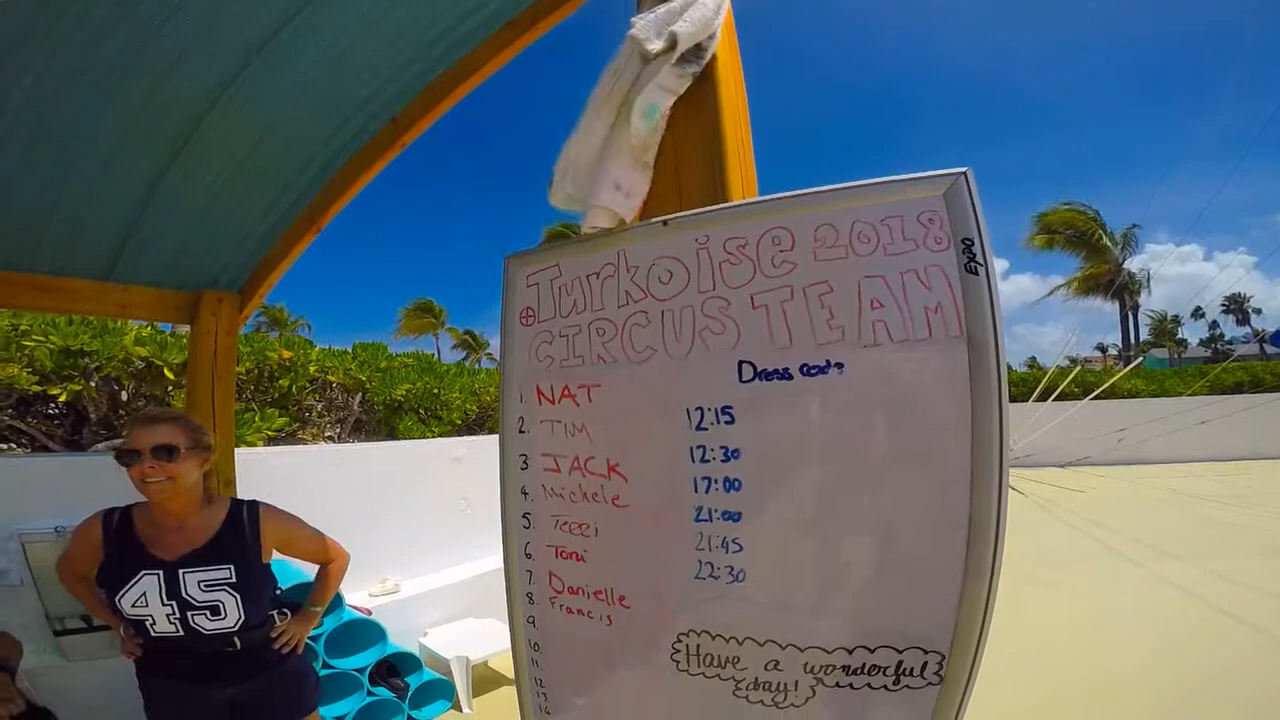 Turkoise 2018
CIRCUS TEAM
EXPO
Dress code
1. NAT
2. TIM 12:15
3 JACK 12:30
4. Michele 17:00
5. Terri 21:00
6. Toni 21:45
7. Danielle 22:30
8. Francis
9.
10.
11.
12
13
14
Have a wonderful
day!
45